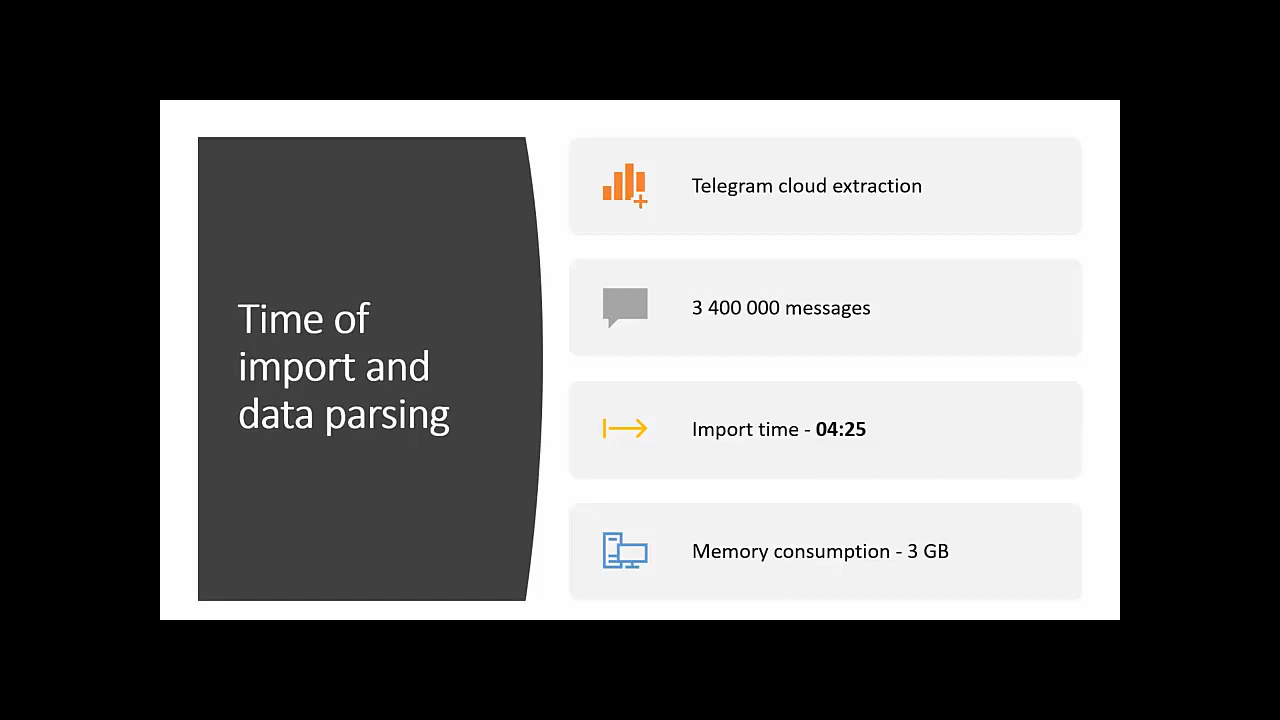 Time of
import and
data parsing
Telegram cloud extraction
3 400 000 messages
Import time - 04:25
Memory consumption - 3 GB